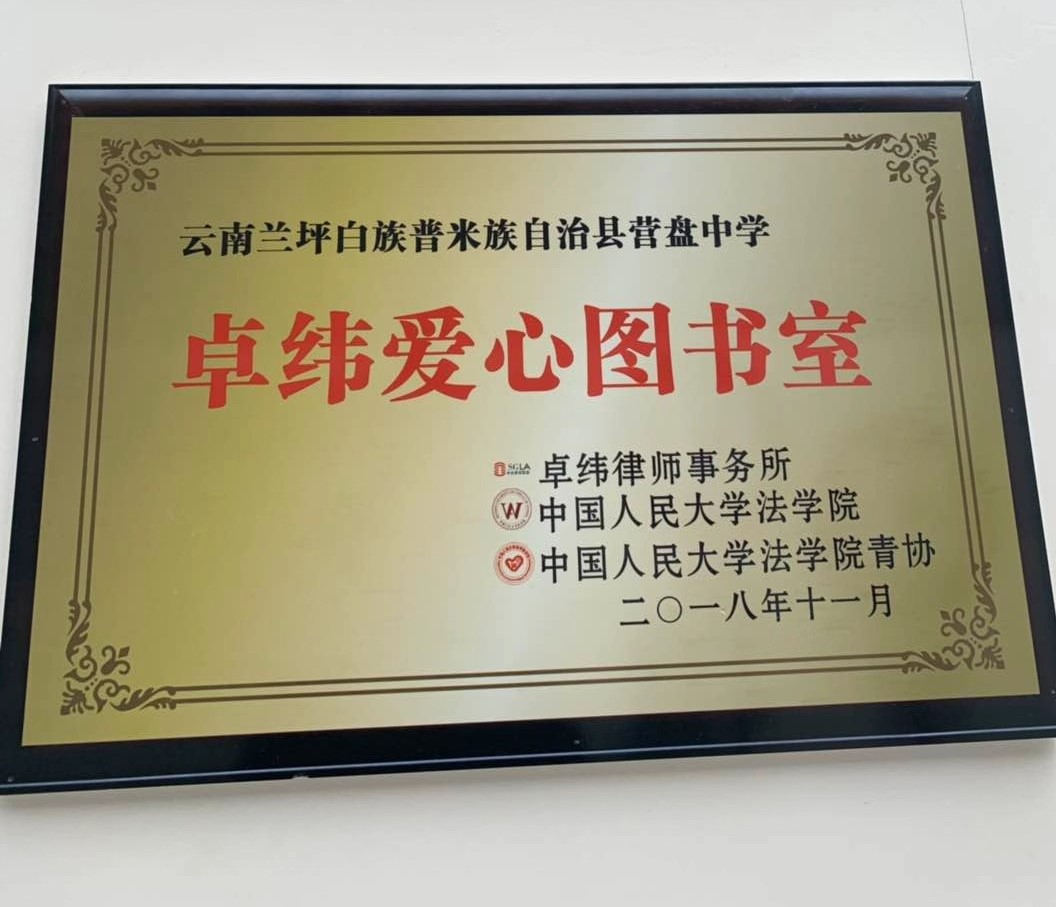 云南兰坪白族普米族自治县营盘中学
卓纬爱心图书室
SGLA 卓纬律师事务所
W 中国人民大学法学院
中国人民大学法学院青协
二〇一八年十一月